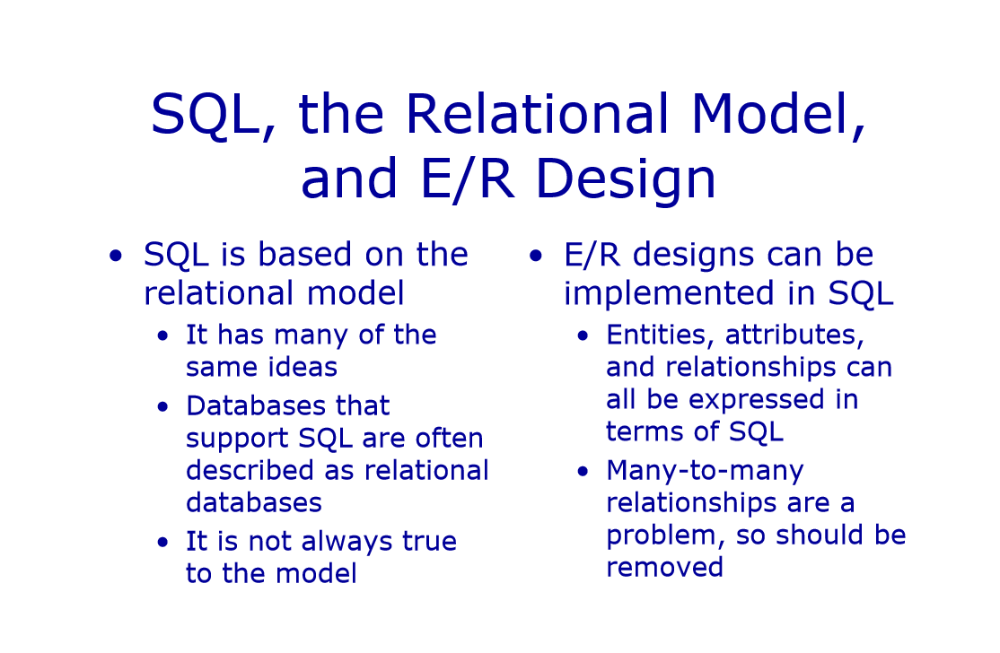 SQL, the Relational Model,
and E/R Design
• SQL is based on the
relational model
• It has many of the
same ideas
• Databases that
support SQL are often
described as relational
databases
• It is not always true
to the model
• E/R designs can be
implemented in SQL
• Entities, attributes,
and relationships can
all be expressed in
terms of SQL
• Many-to-many
relationships are a
problem, so should be
removed